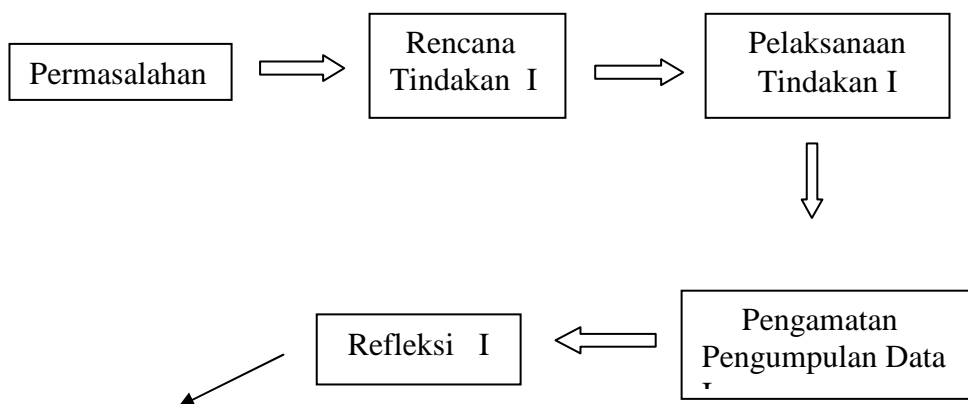 Permasalahan
Rencana
Tindakan I
Pelaksanaan
Tindakan I
Pengamatan
Pengumpulan Data
Refleksi I